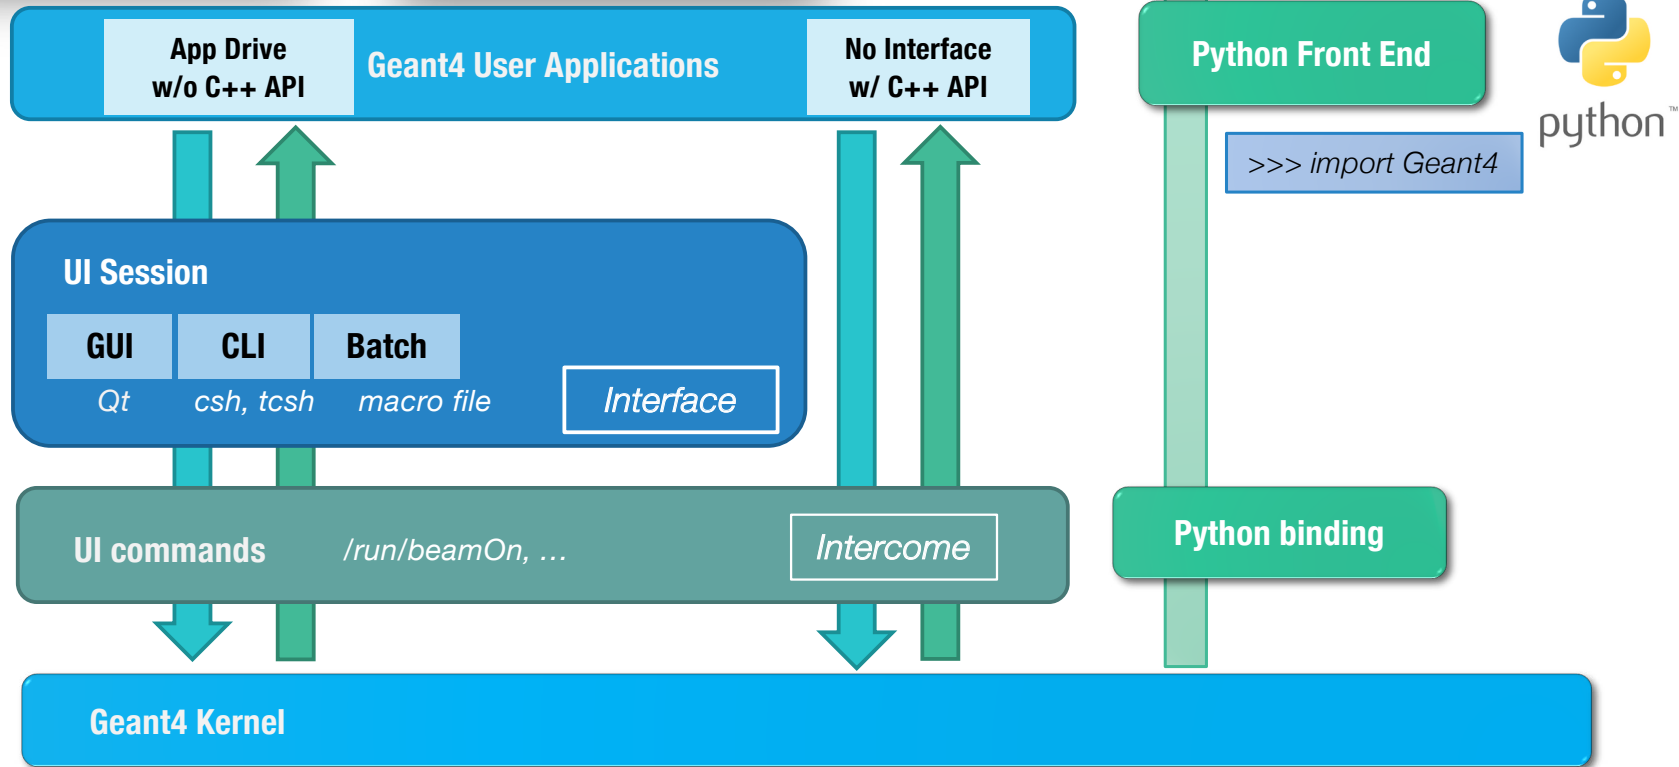 App Drive
w/o C++ API
Geant4 User Applications
No Interface
w/ C++ API
Python Front End
python™
>>> import Geant4
UI Session
GUI
CLI
Batch
Qt
csh, tcsh
macro file
Interface
UI commands
/run/beamOn, ...
Intercome
Python binding
Geant4 Kernel